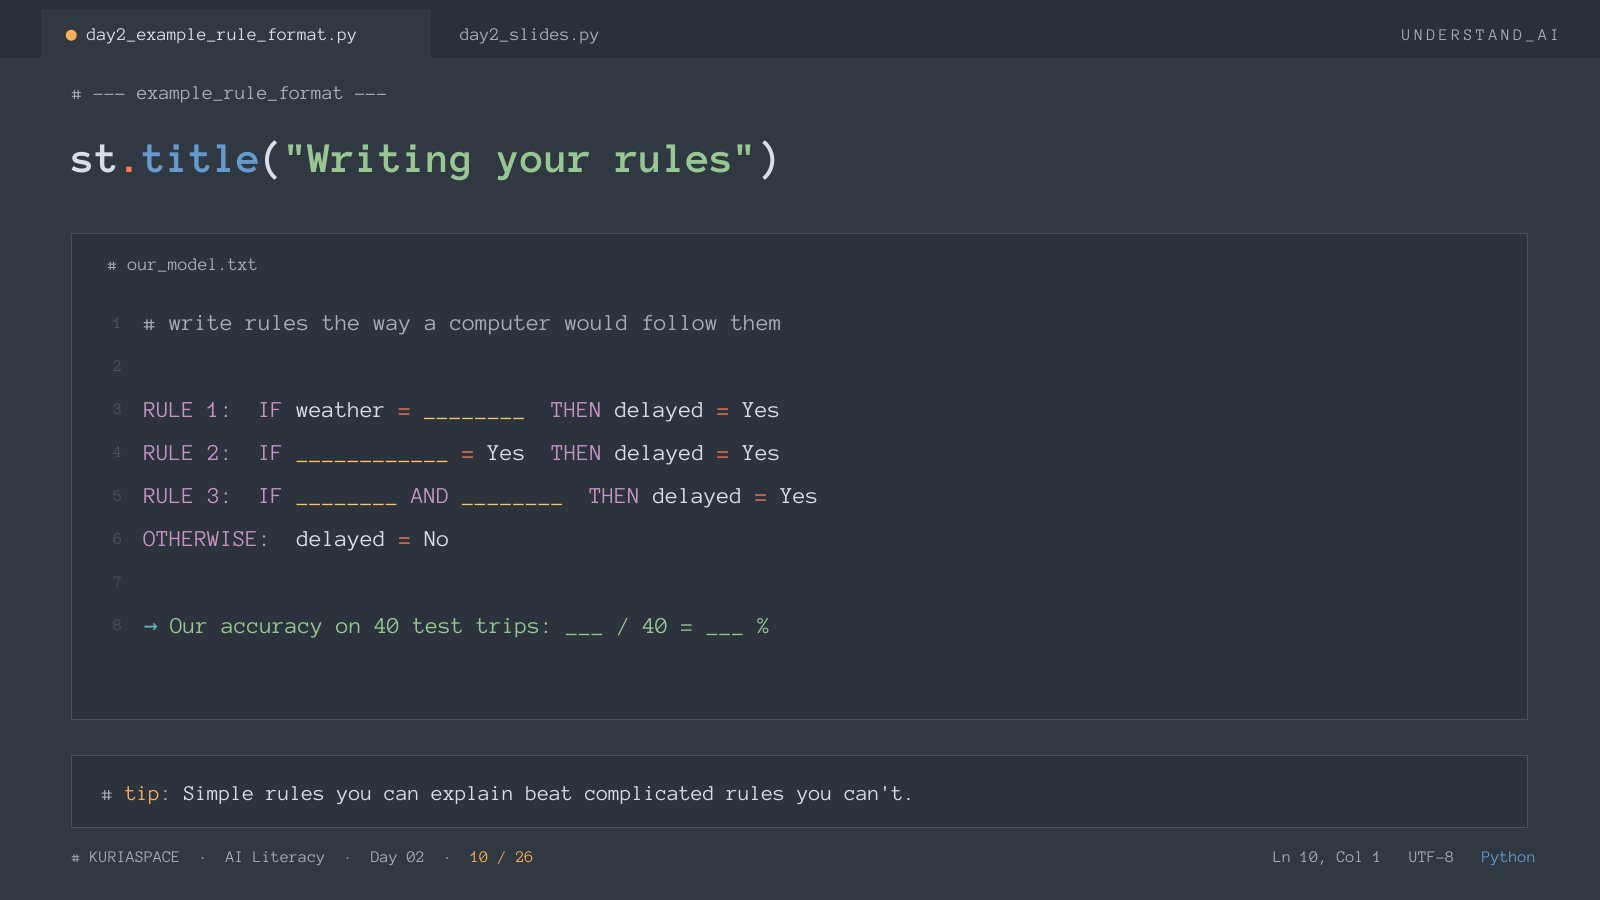 day2_example_rule_format.py
day2_slides.py
UNDERSTAND_AI
# --- example_rule_format ---
st.title("Writing your rules")
# our_model.txt
1 # write rules the way a computer would follow them
2
3 RULE 1:  IF weather = ________  THEN delayed = Yes
4 RULE 2:  IF ____________ = Yes  THEN delayed = Yes
5 RULE 3:  IF ________ AND ________  THEN delayed = Yes
6 OTHERWISE:  delayed = No
7
8 → Our accuracy on 40 test trips: ___ / 40 = ___ %
# tip: Simple rules you can explain beat complicated rules you can't.
# KURIASPACE · AI Literacy · Day 02 · 10 / 26
Ln 10, Col 1 UTF-8 Python